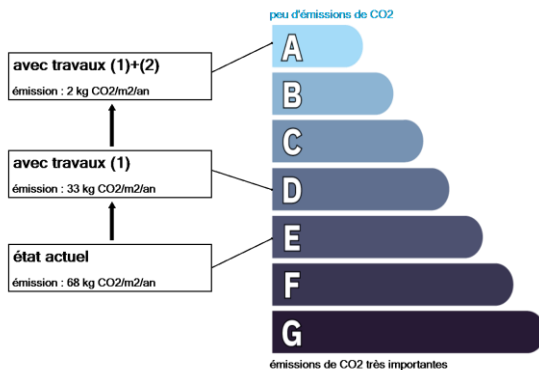 peu d'émissions de CO2
A
avec travaux (1)+(2)
émission : 2 kg CO2/m2/an
B
C
avec travaux (1)
émission : 33 kg CO2/m2/an
D
E
état actuel
émission : 68 kg CO2/m2/an
F
G
émissions de CO2 très importantes